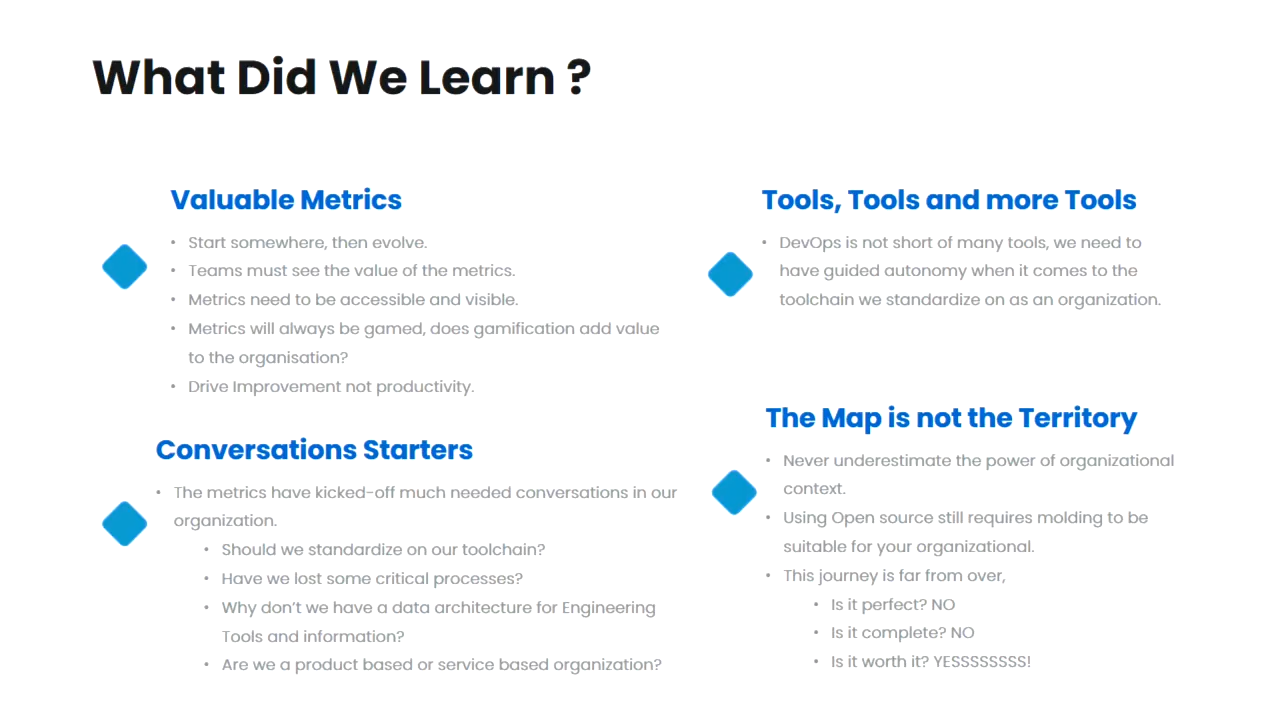 What Did We Learn ?
Valuable Metrics
• Start somewhere, then evolve.
• Teams must see the value of the metrics.
• Metrics need to be accessible and visible.
• Metrics will always be gamed, does gamification add value
to the organisation?
• Drive Improvement not productivity.
Conversations Starters
• The metrics have kicked-off much needed conversations in our
organization.
• Should we standardize on our toolchain?
• Have we lost some critical processes?
• Why don’t we have a data architecture for Engineering
Tools and information?
• Are we a product based or service based organization?
Tools, Tools and more Tools
• DevOps is not short of many tools, we need to
have guided autonomy when it comes to the
toolchain we standardize on as an organization.
The Map is not the Territory
• Never underestimate the power of organizational
context.
• Using Open source still requires molding to be
suitable for your organizational.
• This journey is far from over,
• Is it perfect? NO
• Is it complete? NO
• Is it worth it? YESSSSSSSS!